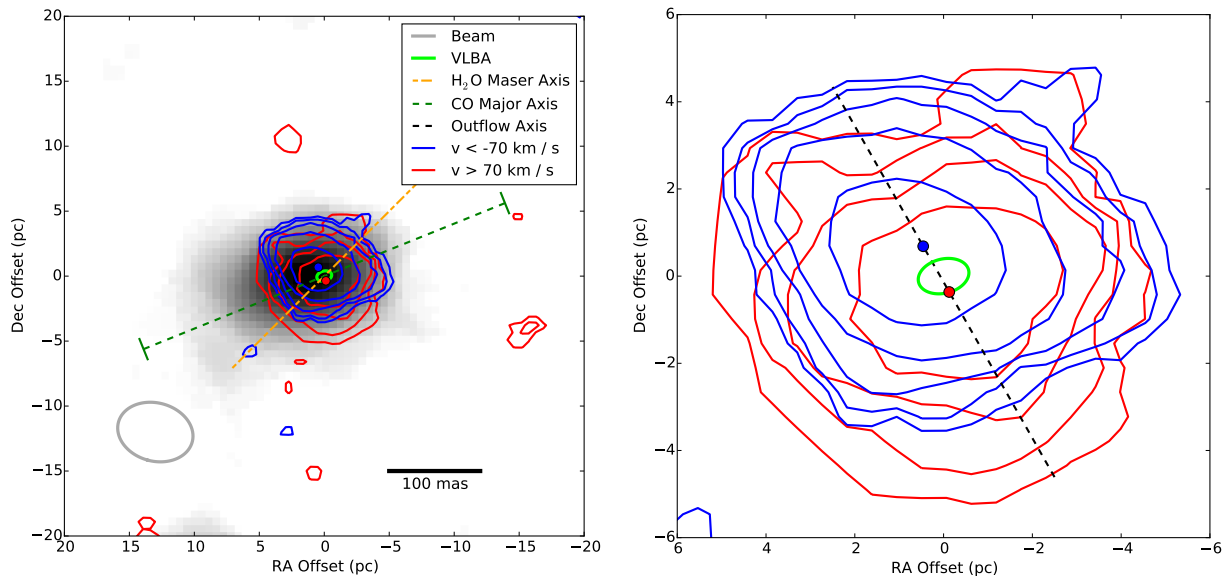 Beam
VLBA
H₂O Maser Axis
CO Major Axis
Outflow Axis
v < -70 km / s
v > 70 km / s
20
15
10
5
0
−5
−10
−15
−20
Dec Offset (pc)
100 mas
20 15 10 5 0 −5 −10 −15 −20
RA Offset (pc)
4
2
0
−2
−4
−6
Dec Offset (pc)
6 4 2 0 −2 −4 −6
RA Offset (pc)